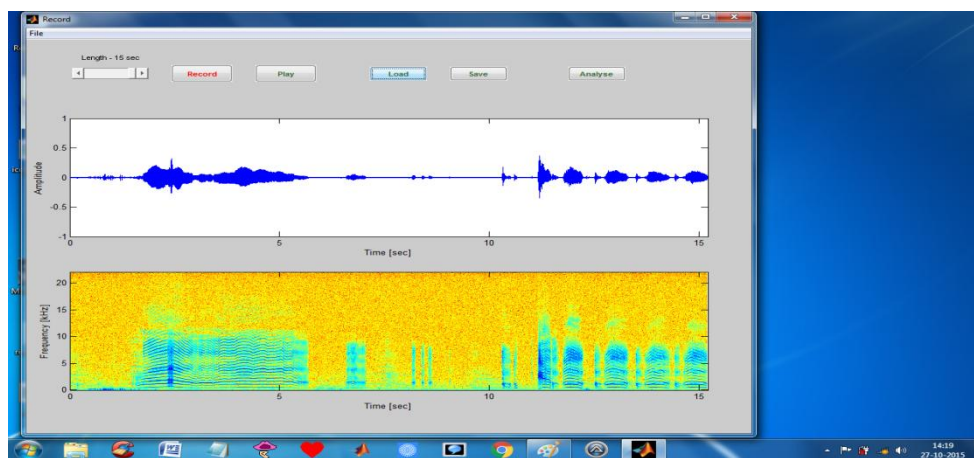 Record
File
Length - 15 sec
Record Play Load Save Analyse
1
0.5
0
-0.5
-1
Amplitude
0 5 10 15
Time [sec]
20
15
10
5
0
Frequency [kHz]
0 5 10 15
Time [sec]
14:19
27-10-2015